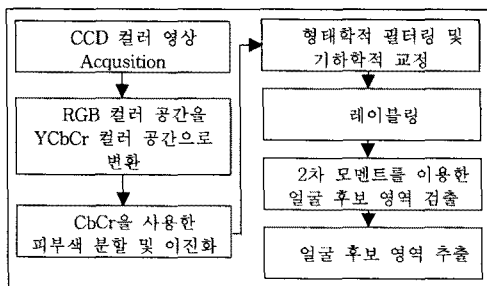 CCD 컬러 영상
Acqusition
RGB 컬러 공간을
YCbCr 컬러 공간으로
변환
CbCr을 사용한
피부색 분할 및 이진화
형태학적 필터링 및
기하학적 교정
레이블링
2차 모멘트를 이용한
얼굴 후보 영역 검출
얼굴 후보 영역 추출